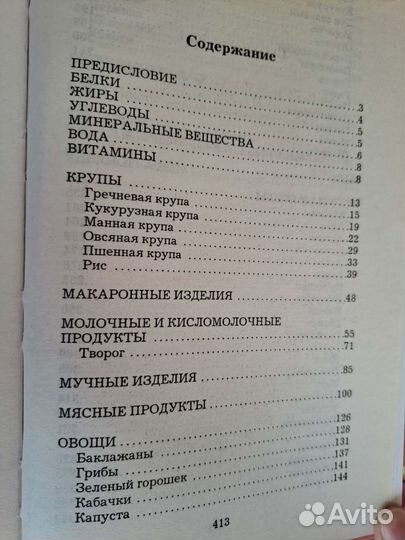 Содержание
ПРЕДИСЛОВИЕ ..... 3
БЕЛКИ ..... 4
ЖИРЫ ..... 5
УГЛЕВОДЫ ..... 5
МИНЕРАЛЬНЫЕ ВЕЩЕСТВА ..... 6
ВОДА ..... 8
ВИТАМИНЫ ..... 8
КРУПЫ ..... 13
Гречневая крупа ..... 15
Кукурузная крупа ..... 19
Манная крупа ..... 22
Овсяная крупа ..... 29
Пшенная крупа ..... 33
Рис ..... 39
МАКАРОННЫЕ ИЗДЕЛИЯ ..... 48
МОЛОЧНЫЕ И КИСЛОМОЛОЧНЫЕ
ПРОДУКТЫ ..... 55
Творог ..... 71
МУЧНЫЕ ИЗДЕЛИЯ ..... 85
МЯСНЫЕ ПРОДУКТЫ ..... 100
ОВОЩИ ..... 126
Баклажаны ..... 128
Грибы ..... 131
Зеленый горошек ..... 137
Кабачки ..... 141
Капуста ..... 144
413
Avito